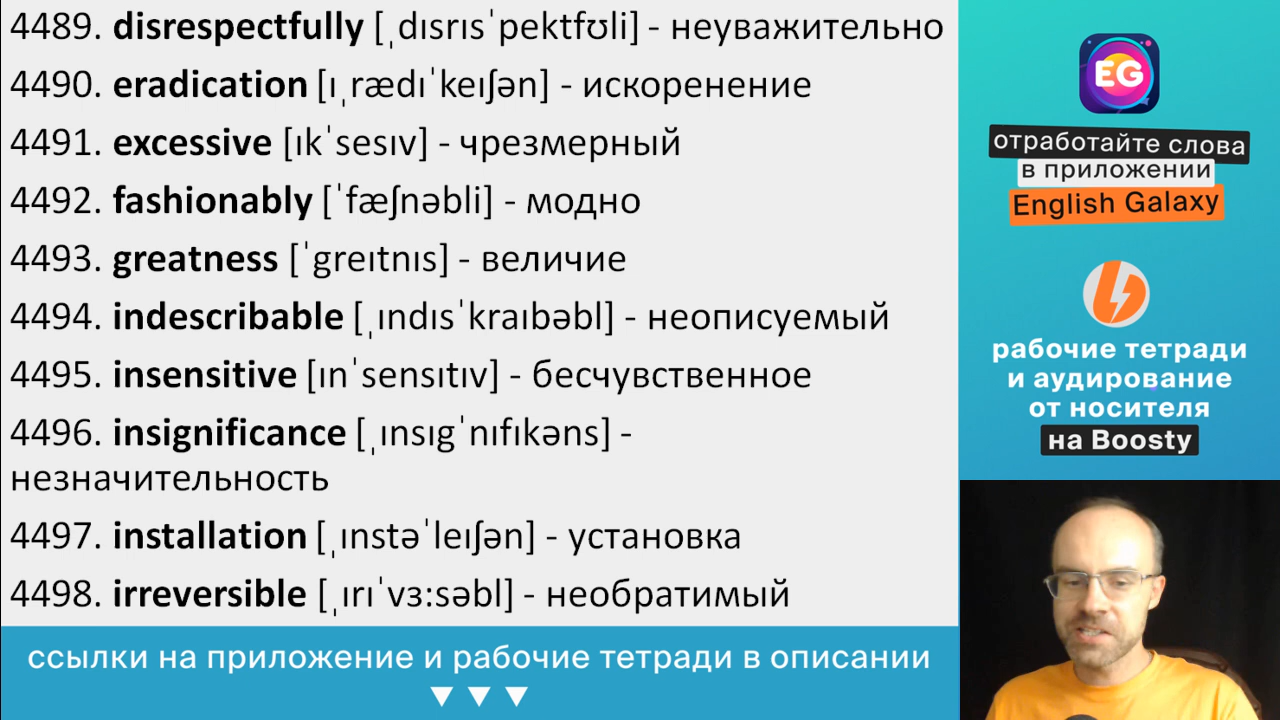 4489. disrespectfully [ˌdɪsrɪsˈpektfʊli] - неуважительно
4490. eradication [ɪˌrædɪˈkeɪʃən] - искоренение
4491. excessive [ɪkˈsesɪv] - чрезмерный
4492. fashionably [ˈfæʃnəbli] - модно
4493. greatness [ˈgreɪtnɪs] - величие
4494. indescribable [ˌɪndɪsˈkraɪbəbl] - неописуемый
4495. insensitive [ɪnˈsensɪtɪv] - бесчувственное
4496. insignificance [ˌɪnsɪgˈnɪfɪkəns] -
незначительность
4497. installation [ˌɪnstəˈleɪʃən] - установка
4498. irreversible [ˌɪrɪˈvɜ:səbl] - необратимый
ссылки на приложение и рабочие тетради в описании
EG
отработайте слова
в приложении
English Galaxy
рабочие тетради
и аудирование
от носителя
на Boosty